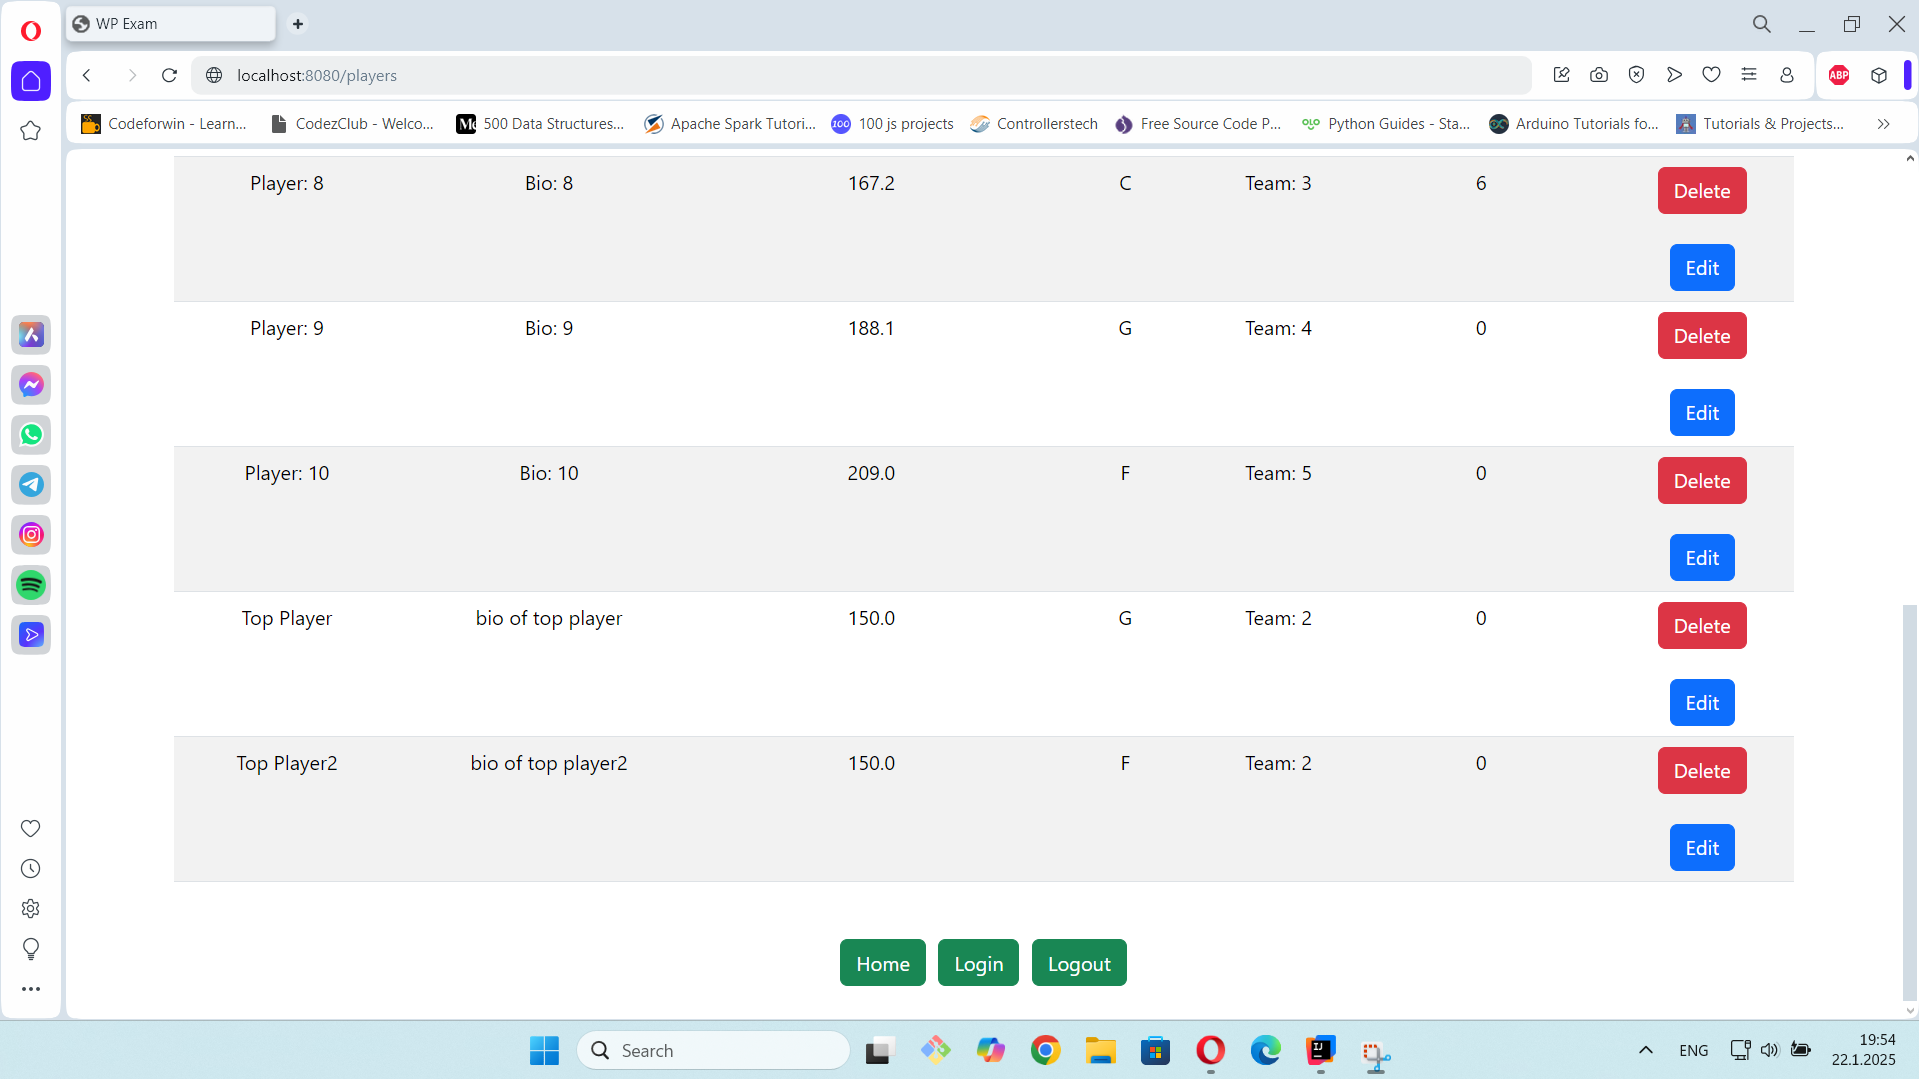 WP Exam
localhost:8080/players
ABP
Codeforwin - Learn...
CodezClub - Welco...
500 Data Structures...
Apache Spark Tutori...
100 js projects
Controllerstech
Free Source Code P...
Python Guides - Sta...
Arduino Tutorials fo...
Tutorials & Projects...
Player: 8 Bio: 8 167.2 C Team: 3 6 Delete
Edit
Player: 9 Bio: 9 188.1 G Team: 4 0 Delete
Edit
Player: 10 Bio: 10 209.0 F Team: 5 0 Delete
Edit
Top Player bio of top player 150.0 G Team: 2 0 Delete
Edit
Top Player2 bio of top player2 150.0 F Team: 2 0 Delete
Edit
Home Login Logout
Search
ENG
19:54
22.1.2025